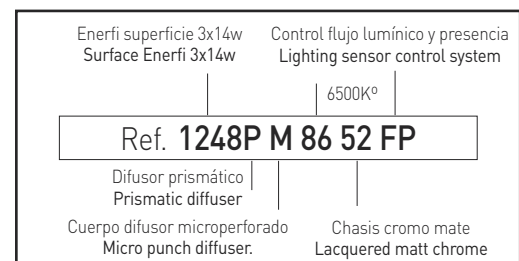 Enerfi superficie 3x14w
Surface Enerfi 3x14w
Control flujo lumínico y presencia
Lighting sensor control system
6500Kº
Ref. 1248P M 86 52 FP
Difusor prismático
Prismatic diffuser
Cuerpo difusor microperforado
Micro punch diffuser.
Chasis cromo mate
Lacquered matt chrome